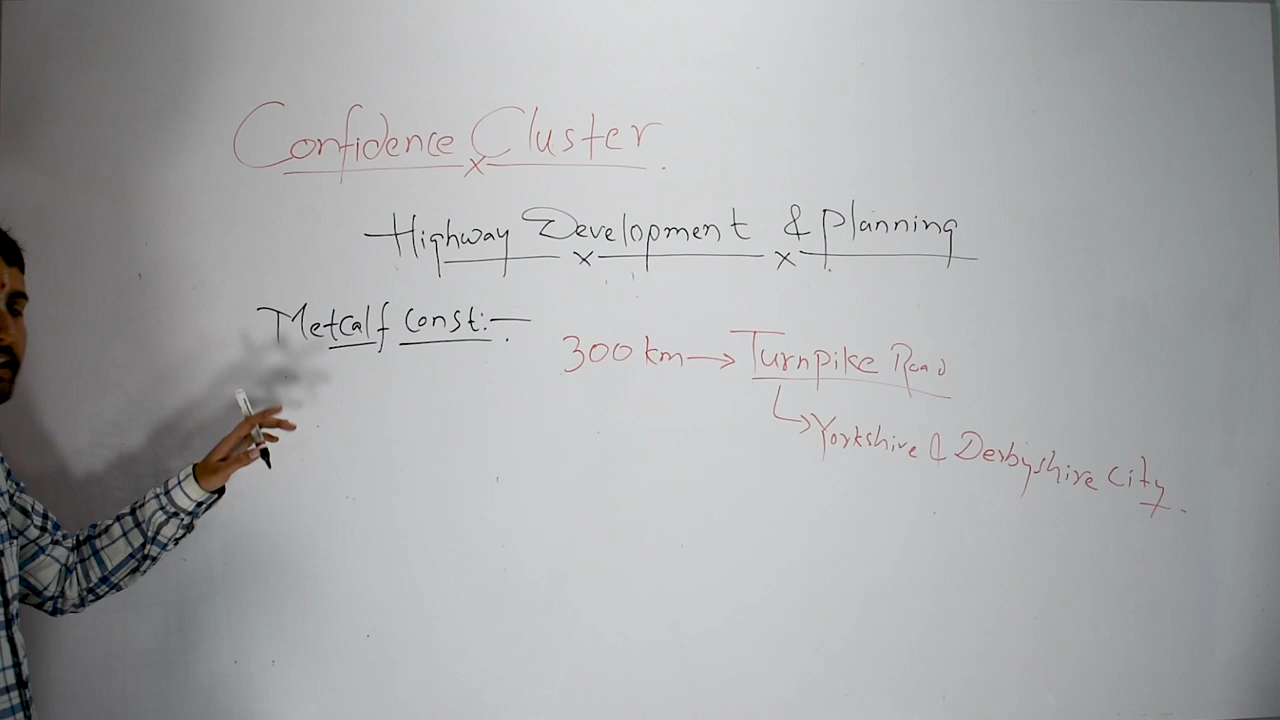 Confidence Cluster.
Highway Development & Planning
Metcalf Const:-
300 km → Turnpike Road
↳ Yorkshire & Derbyshire City.